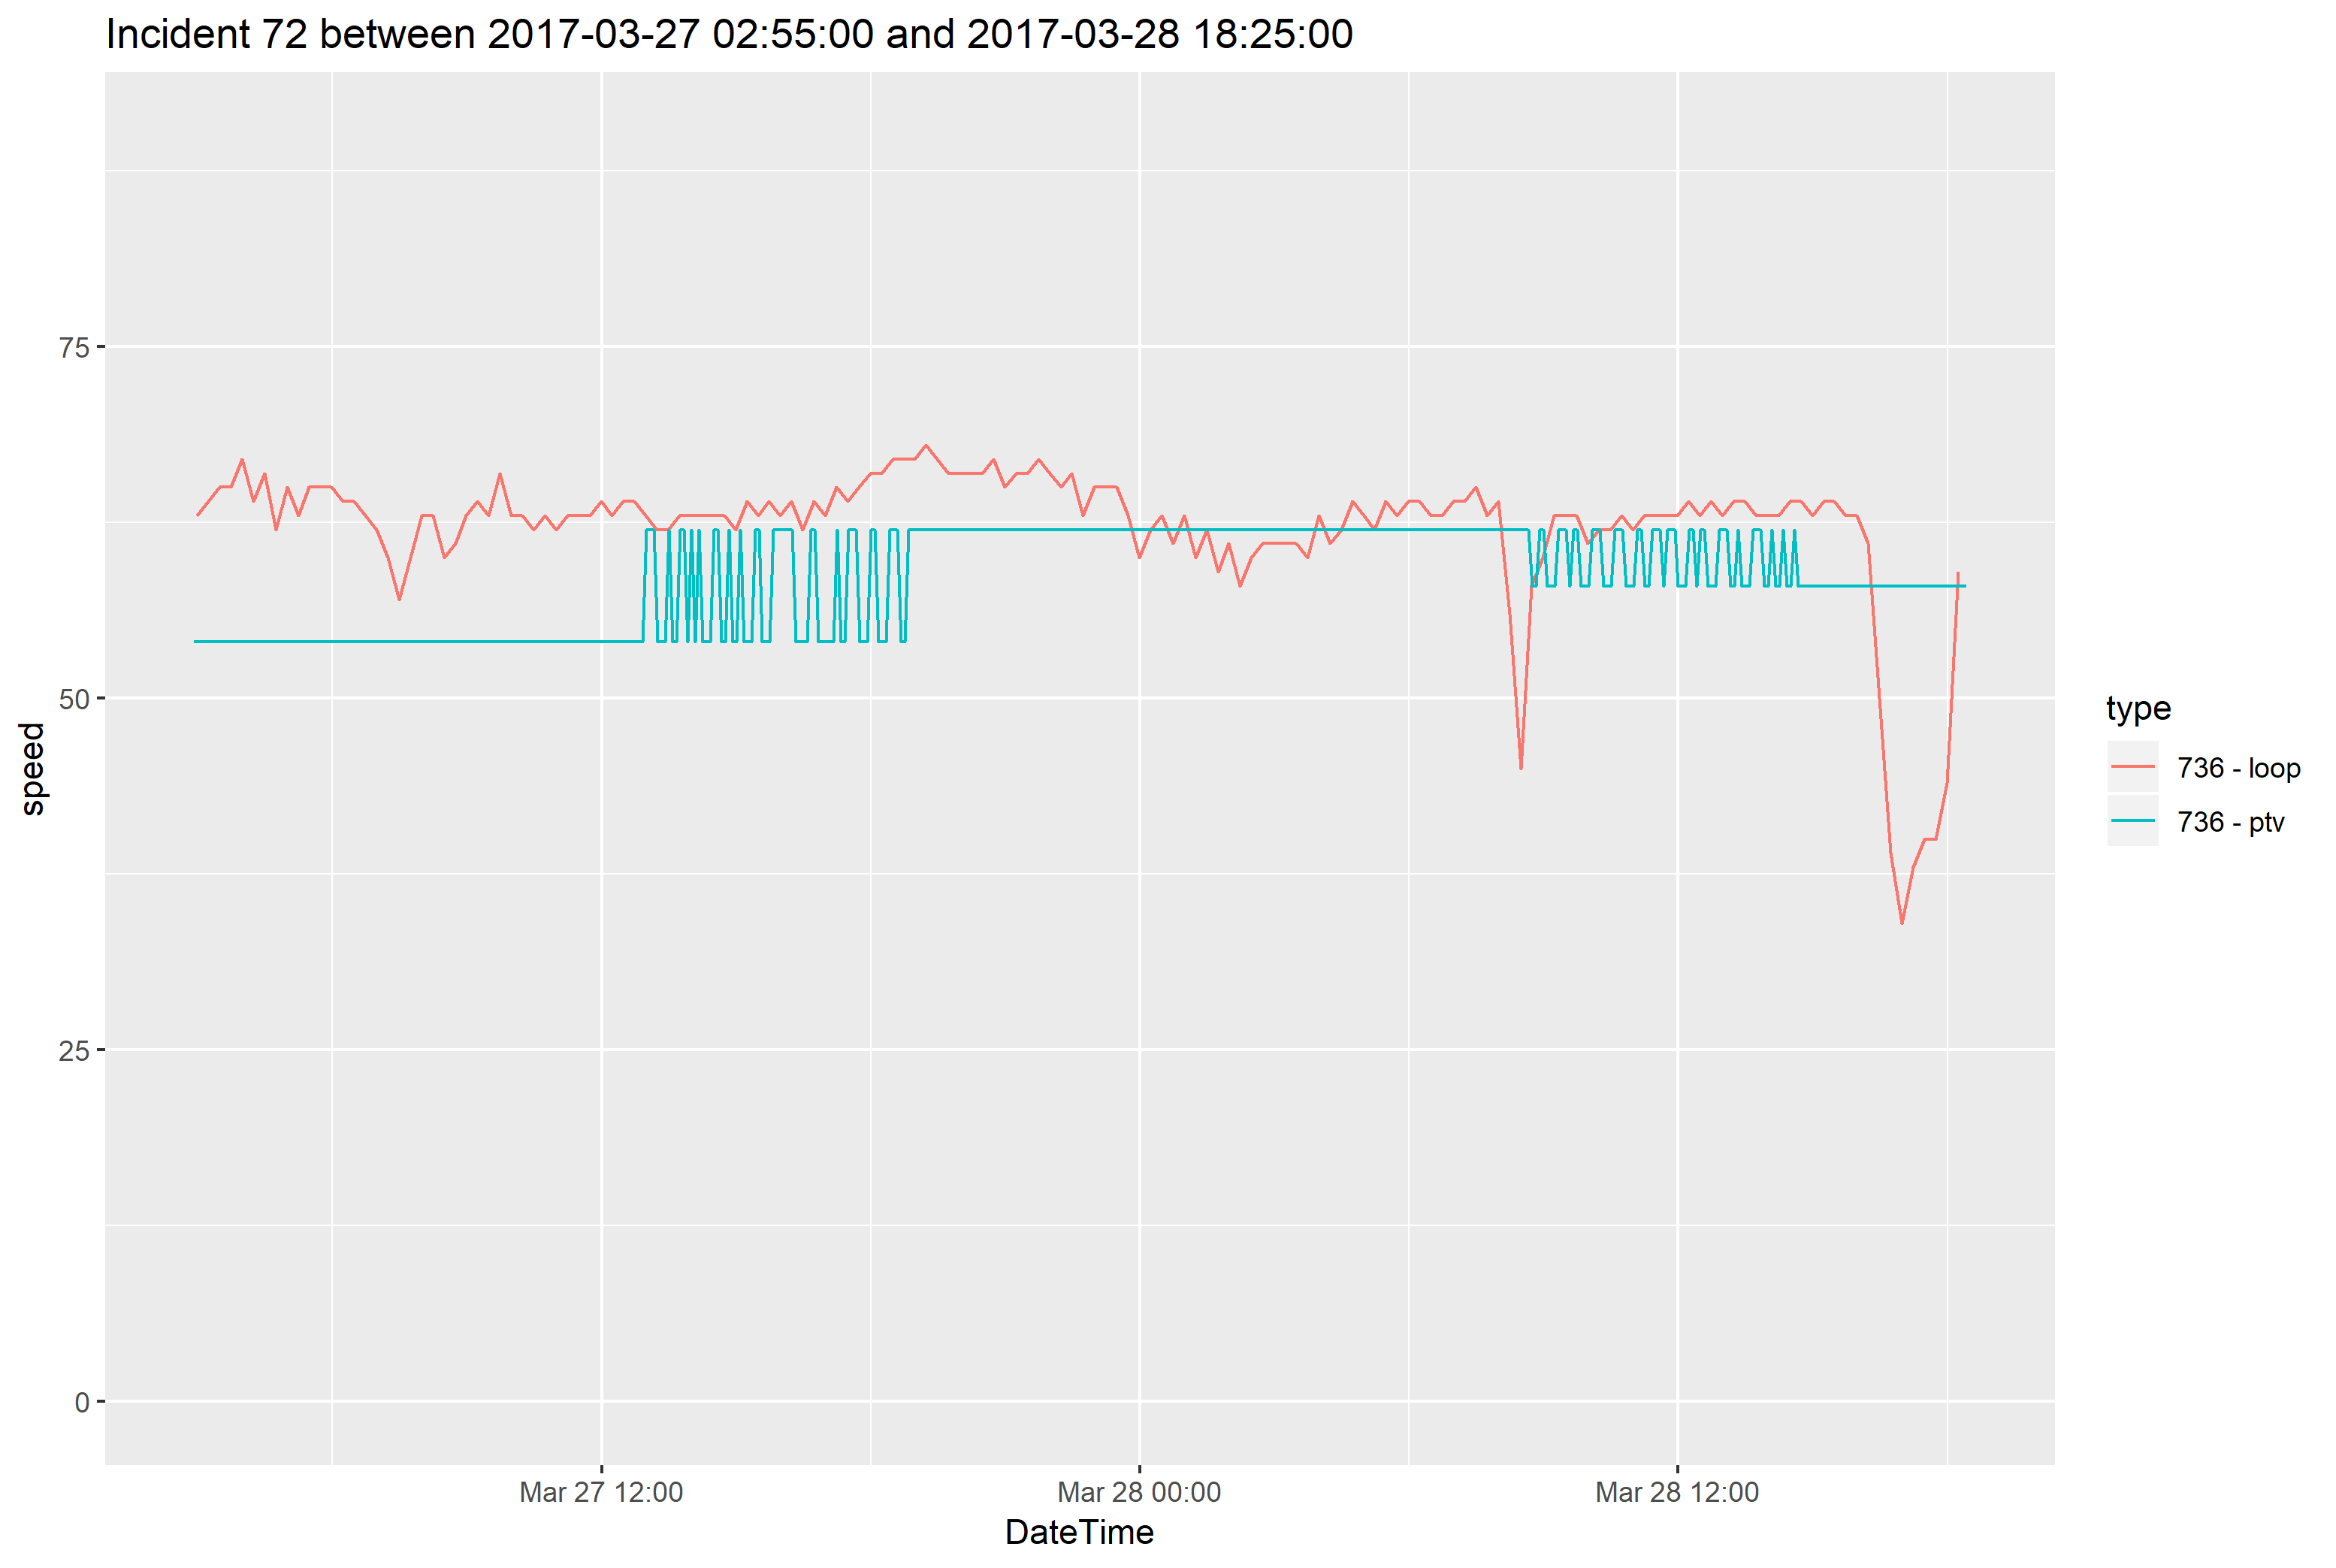 Incident 72 between 2017-03-27 02:55:00 and 2017-03-28 18:25:00
75
50
25
0
speed
Mar 27 12:00
Mar 28 00:00
Mar 28 12:00
DateTime
type
736 - loop
736 - ptv